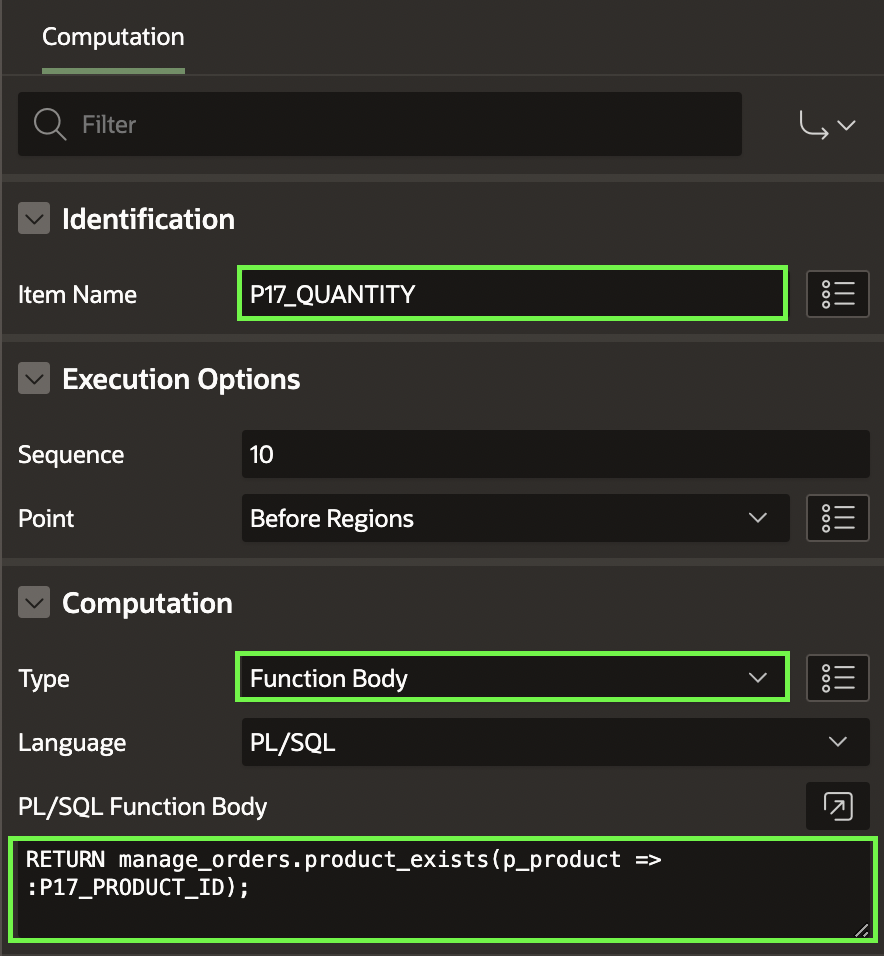 Computation
Filter
Identification
Item Name
P17_QUANTITY
Execution Options
Sequence
10
Point
Before Regions
Computation
Type
Function Body
Language
PL/SQL
PL/SQL Function Body
RETURN manage_orders.product_exists(p_product =>
:P17_PRODUCT_ID);